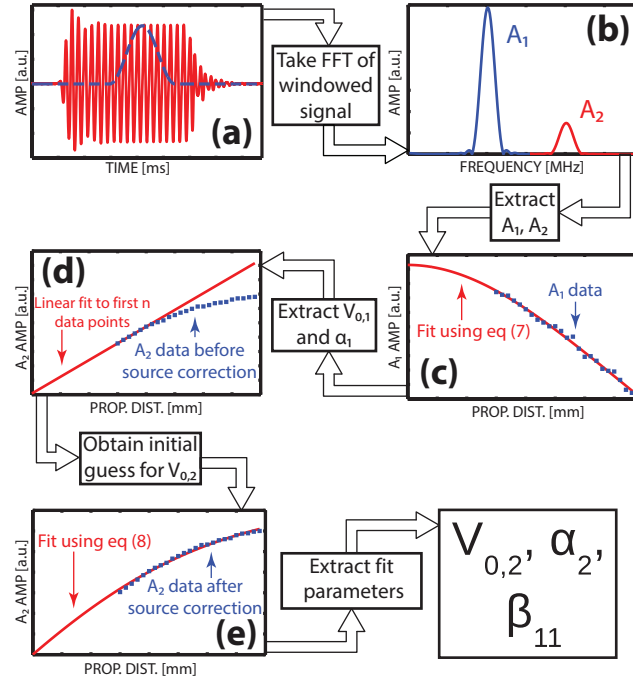 AMP [a.u.]
(a)
TIME [ms]
Take FFT of
windowed
signal
AMP [a.u.]
A₁
(b)
A₂
FREQUENCY [MHz]
Extract
A₁, A₂
A₁ AMP [a.u.]
A₁ data
Fit using eq (7)
(c)
PROP. DIST. [mm]
Extract V₀,₁
and α₁
A₂ AMP [a.u.]
(d)
Linear fit to first n
data points
A₂ data before
source correction
PROP. DIST. [mm]
Obtain initial
guess for V₀,₂
A₂ AMP [a.u.]
Fit using eq (8)
A₂ data after
source correction
(e)
PROP. DIST. [mm]
Extract fit
parameters
V₀,₂, α₂,
β₁₁